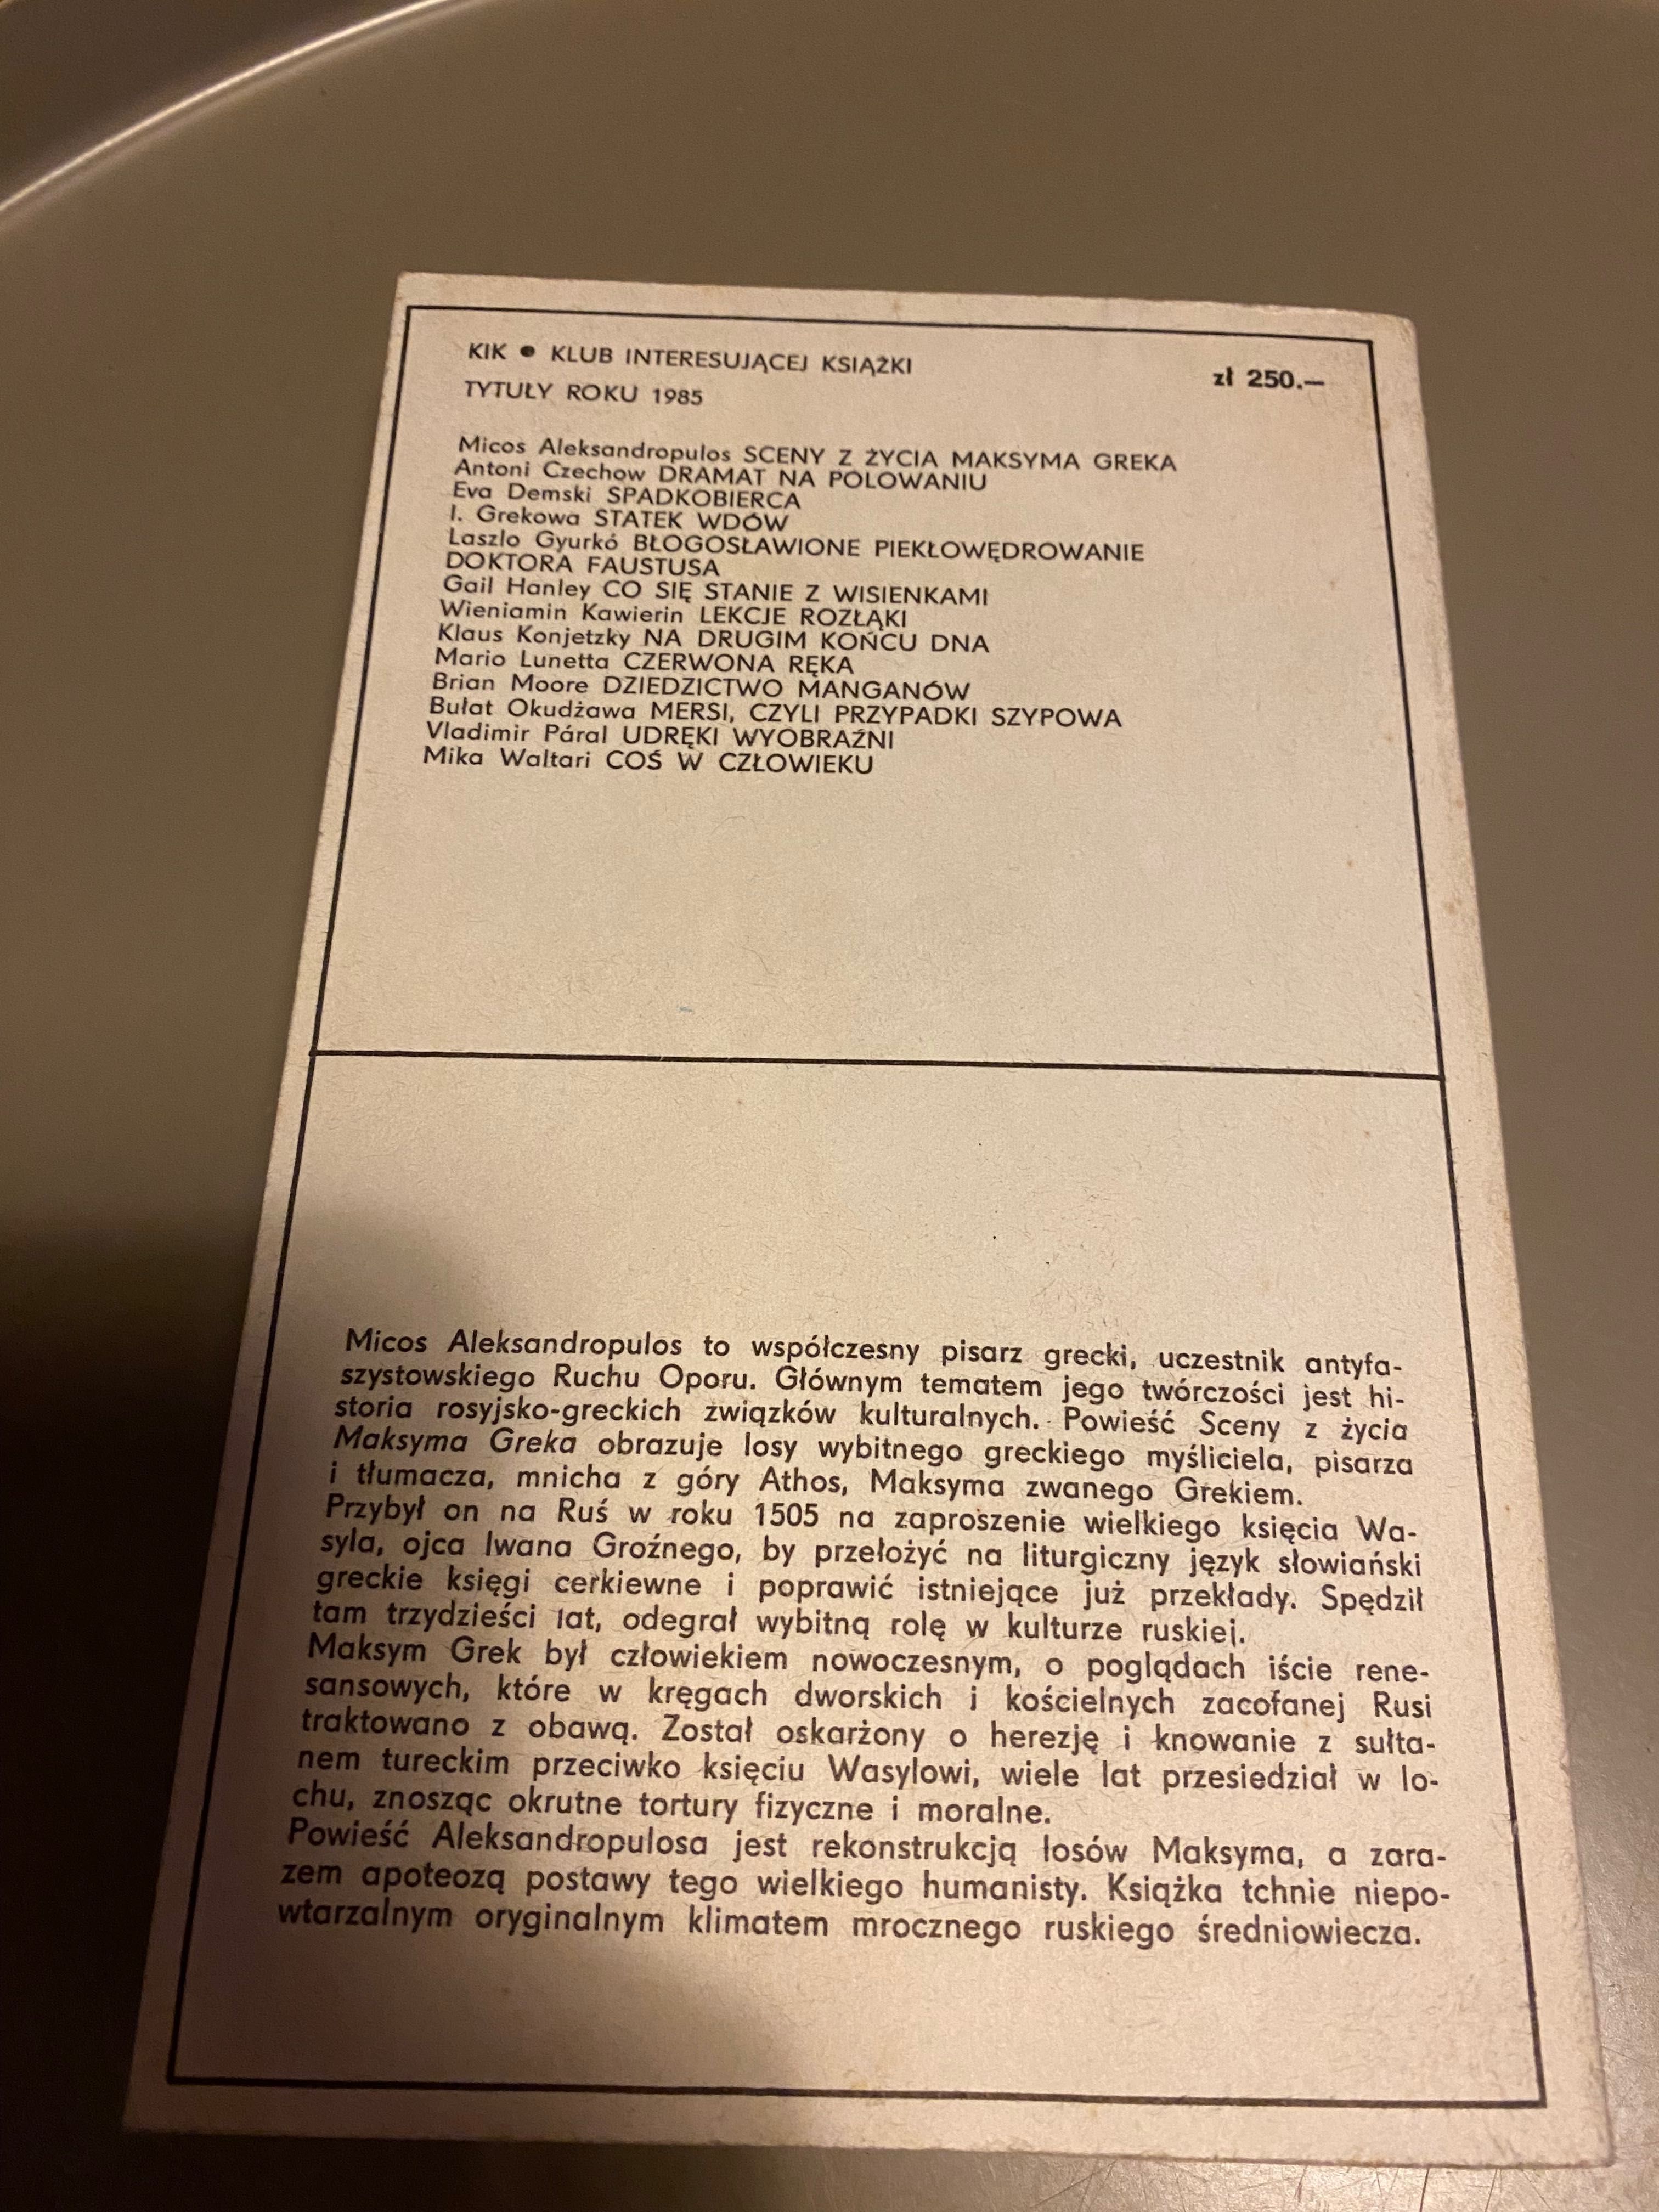 KIK ● KLUB INTERESUJĄCEJ KSIĄŻKI
zł 250.—
TYTUŁY ROKU 1985
Micos Aleksandropulos SCENY Z ŻYCIA MAKSYMA GREKA
Antoni Czechow DRAMAT NA POLOWANIU
Eva Demski SPADKOBIERCA
I. Grekowa STATEK WDÓW
Laszlo Gyurkó BŁOGOSŁAWIONE PIEKŁOWĘDROWANIE
DOKTORA FAUSTUSA
Gail Hanley CO SIĘ STANIE Z WISIENKAMI
Wieniamin Kawierin LEKCJE ROZŁĄKI
Klaus Konjetzky NA DRUGIM KOŃCU DNA
Mario Lunetta CZERWONA RĘKA
Brian Moore DZIEDZICTWO MANGANÓW
Bułat Okudżawa MERSI, CZYLI PRZYPADKI SZYPOWA
Vladimir Páral UDRĘKI WYOBRAŹNI
Mika Waltari COŚ W CZŁOWIEKU
Micos Aleksandropulos to współczesny pisarz grecki, uczestnik antyfa-
szystowskiego Ruchu Oporu. Głównym tematem jego twórczości jest hi-
storia rosyjsko-greckich związków kulturalnych. Powieść Sceny z życia
Maksyma Greka obrazuje losy wybitnego greckiego myśliciela, pisarza
i tłumacza, mnicha z góry Athos, Maksyma zwanego Grekiem.
Przybył on na Ruś w roku 1505 na zaproszenie wielkiego księcia Wa-
syla, ojca Iwana Groźnego, by przełożyć na liturgiczny język słowiański
greckie księgi cerkiewne i poprawić istniejące już przekłady. Spędził
tam trzydzieści lat, odegrał wybitną rolę w kulturze ruskiej.
Maksym Grek był człowiekiem nowoczesnym, o poglądach iście rene-
sansowych, które w kręgach dworskich i kościelnych zacofanej Rusi
traktowano z obawą. Został oskarżony o herezję i knowanie z sułta-
nem tureckim przeciwko księciu Wasylowi, wiele lat przesiedział w lo-
chu, znosząc okrutne tortury fizyczne i moralne.
Powieść Aleksandropulosa jest rekonstrukcją losów Maksyma, a zara-
zem apoteozą postawy tego wielkiego humanisty. Książka tchnie niepo-
wtarzalnym oryginalnym klimatem mrocznego ruskiego średniowiecza.